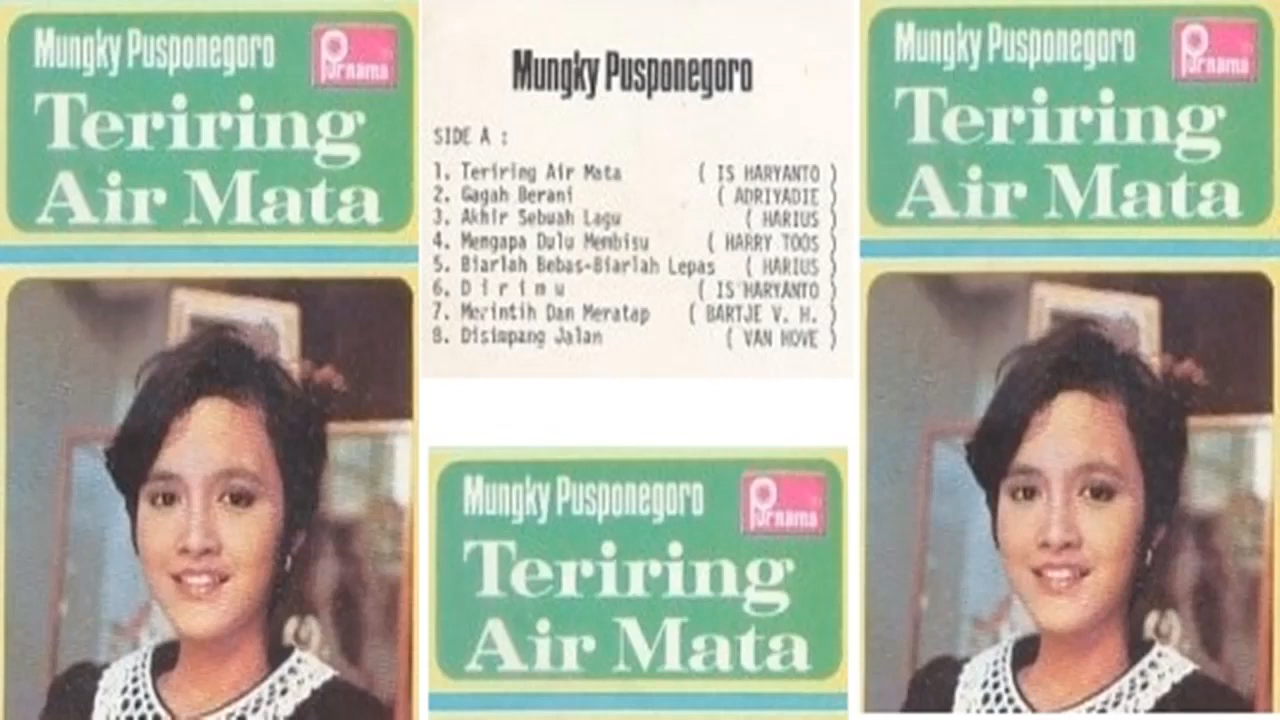 Mungky Pusponegoro
Purnama
Teriring
Air Mata
Mungky Pusponegoro
SIDE A :
1. Teriring Air Mata ( IS HARYANTO )
2. Gagah Berani ( ADRIYADIE )
3. Akhir Sebuah Lagu ( HARIUS )
4. Mengapa Dulu Membisu ( HARRY TOOS )
5. Biarlah Bebas-Biarlah Lepas ( HARIUS )
6. D i r i m u ( IS HARYANTO )
7. Merintih Dan Meratap ( BARTJE V. H. )
8. Disimpang Jalan ( VAN HOVE )
Mungky Pusponegoro
Purnama
Teriring
Air Mata
Mungky Pusponegoro
Purnama
Teriring
Air Mata